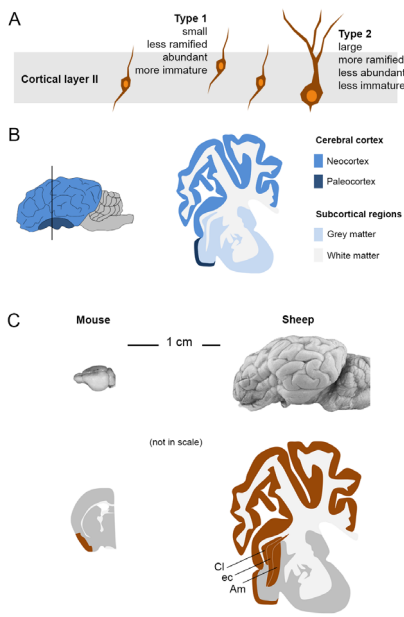 A
Type 1
small
less ramified
abundant
more immature
Type 2
large
more ramified
less abundant
less immature
Cortical layer II
B
Cerebral cortex
Neocortex
Paleocortex
Subcortical regions
Grey matter
White matter
C
Mouse
1 cm
Sheep
(not in scale)
Cl
ec
Am